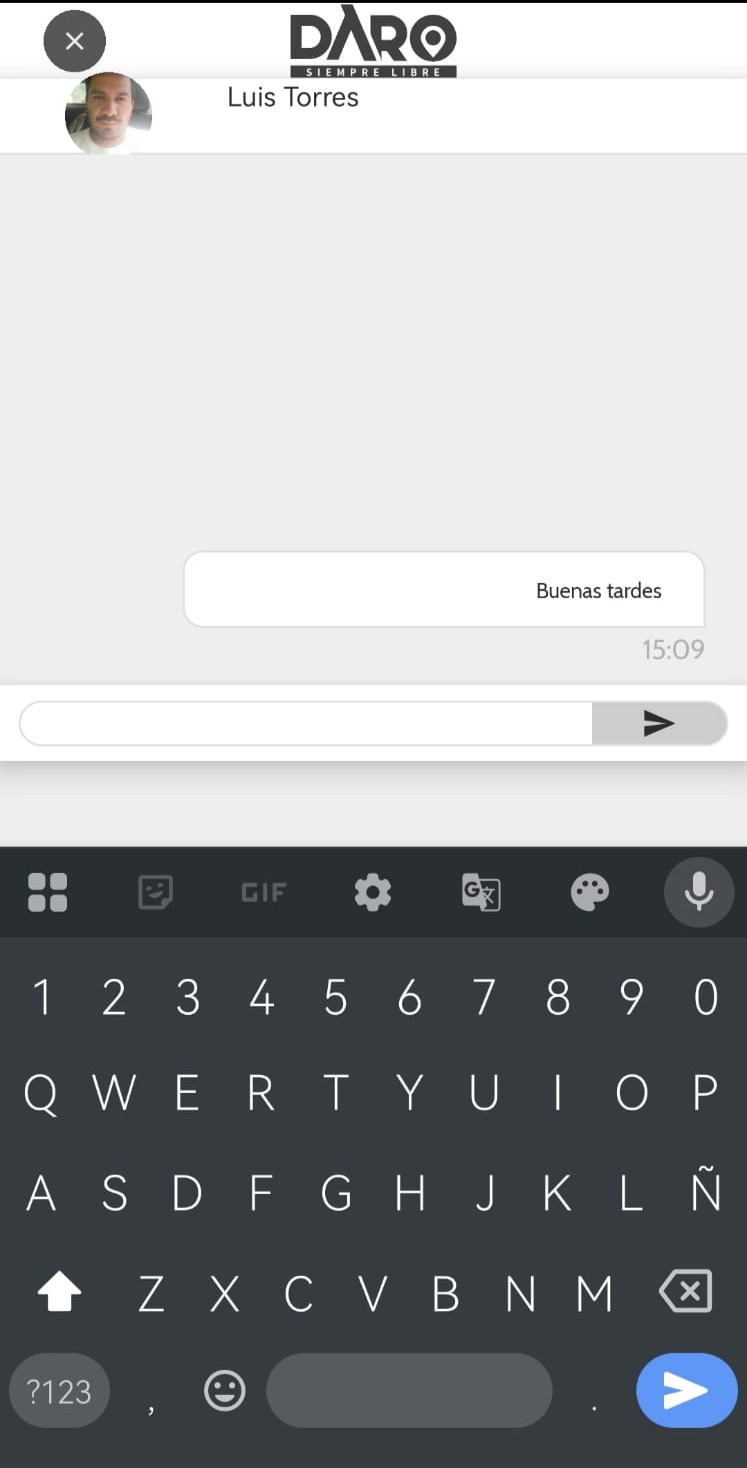 DARO
SIEMPRE LIBRE
Luis Torres
Buenas tardes
15:09
GIF
G
1 2 3 4 5 6 7 8 9 0
Q W E R T Y U I O P
A S D F G H J K L Ñ
Z X C V B N M
?123 , .